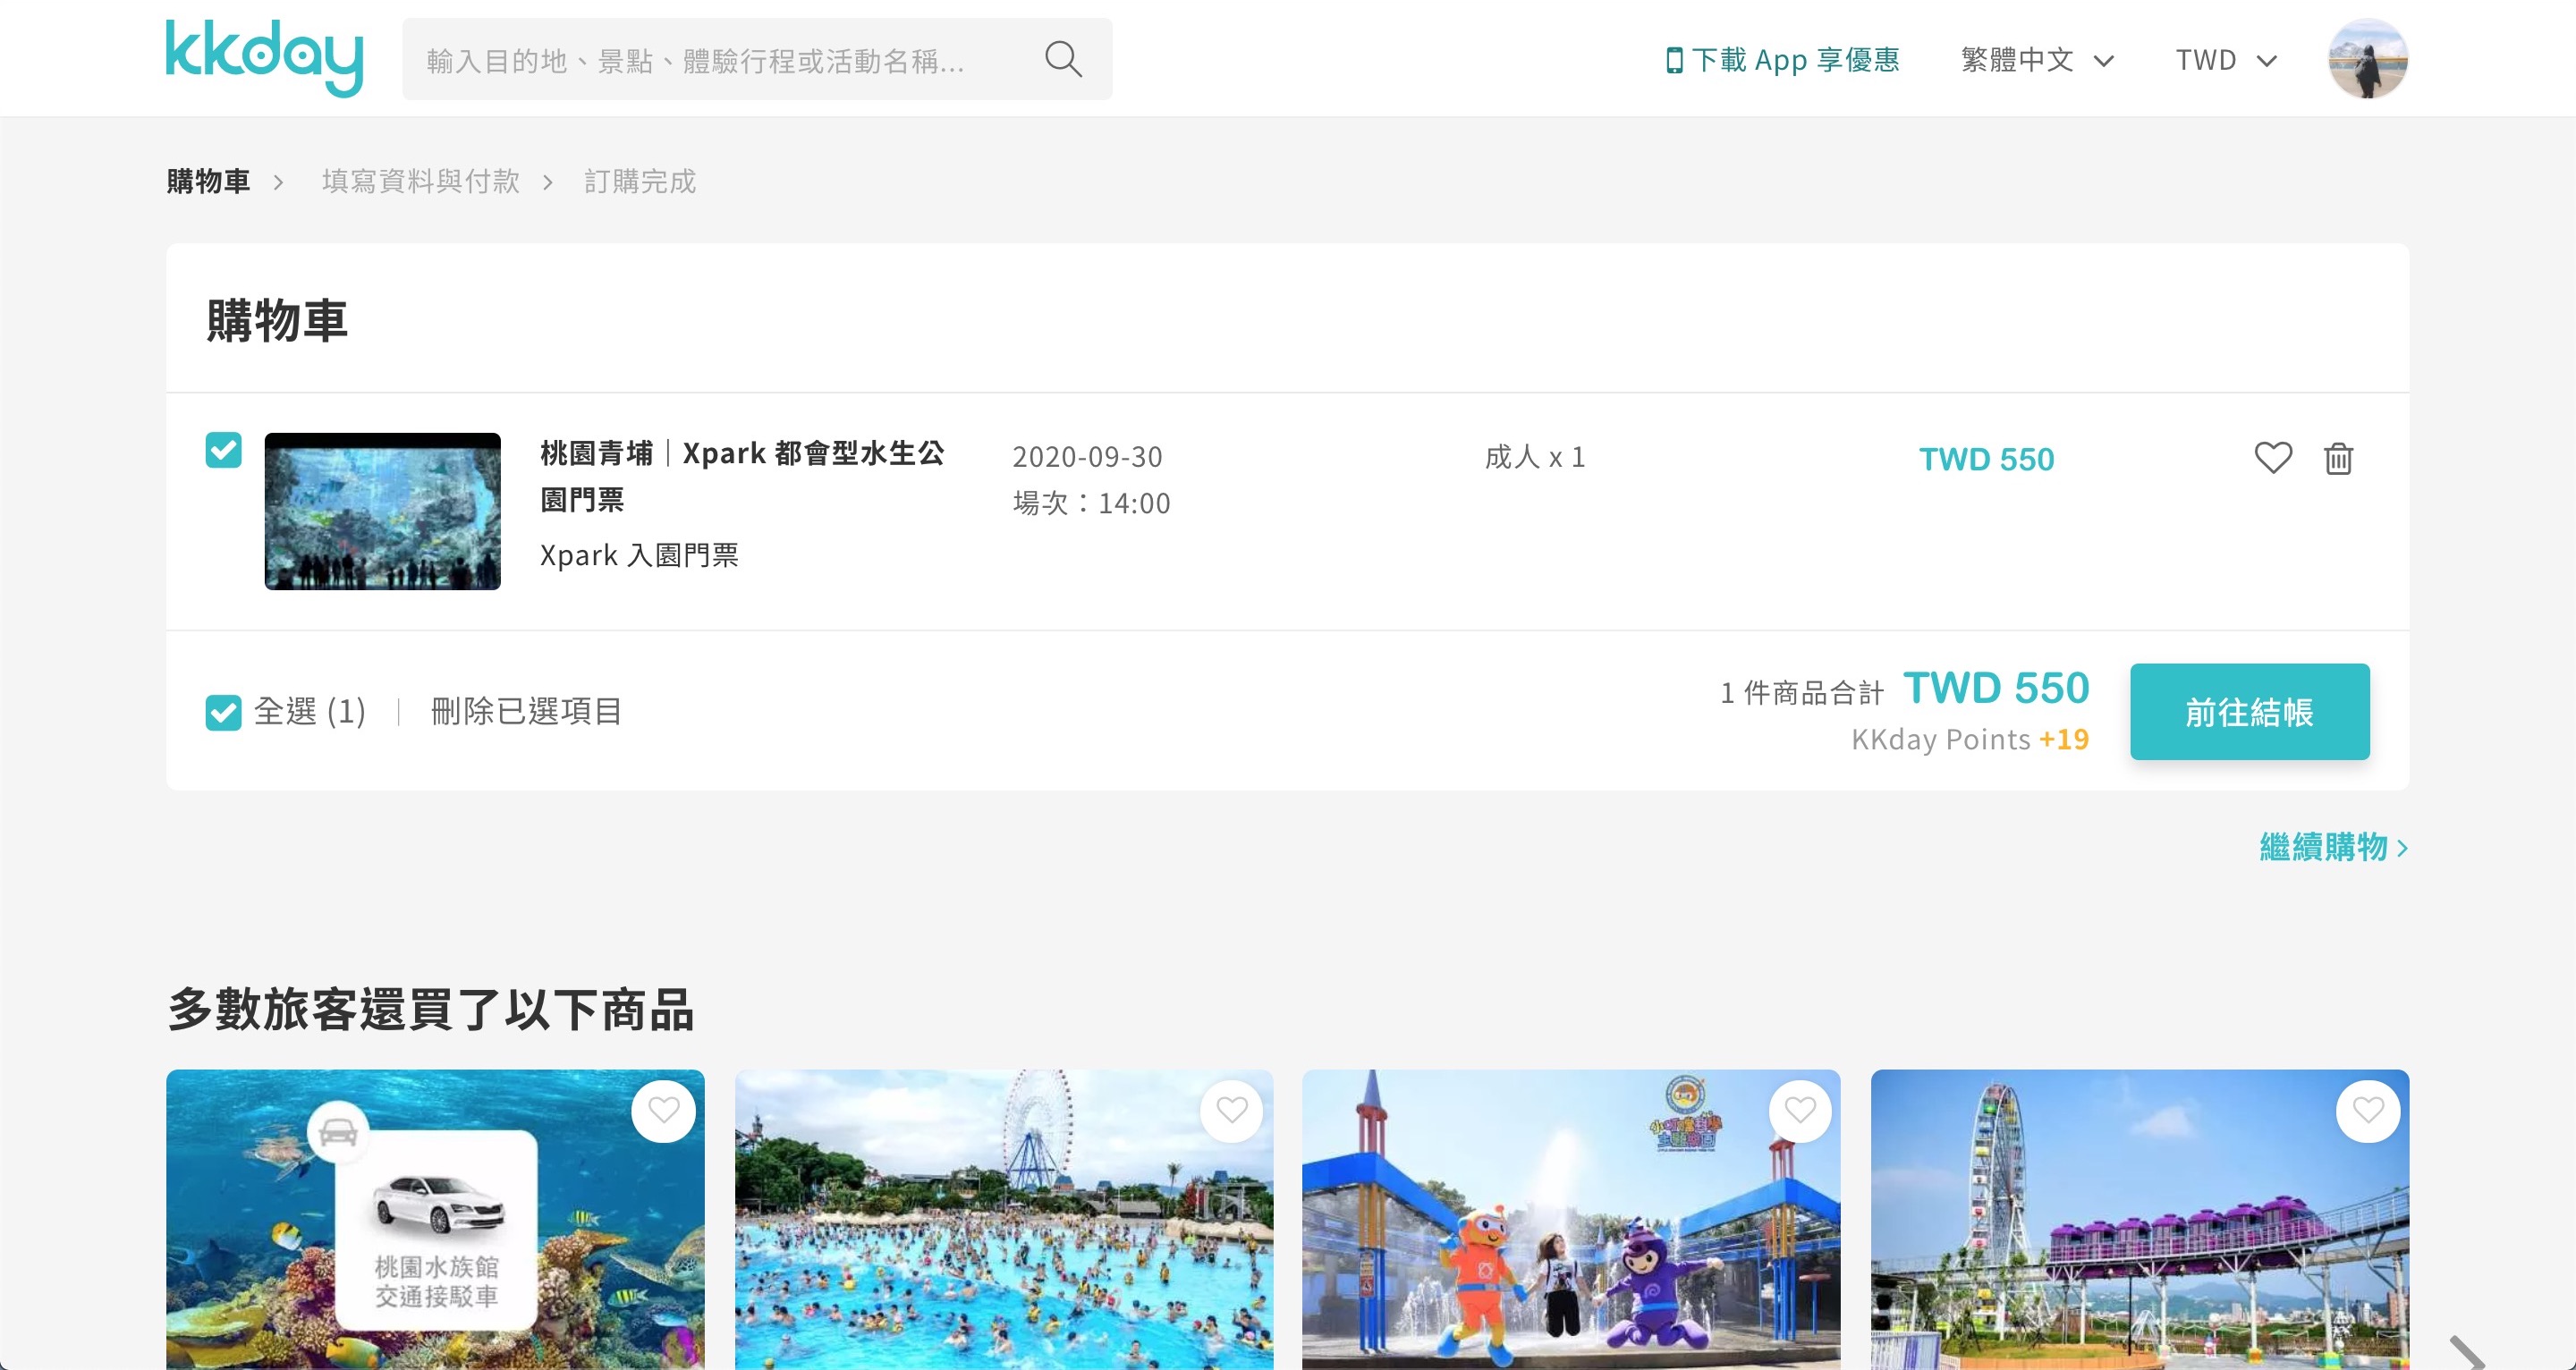 kkday
輸入目的地、景點、體驗行程或活動名稱...
下載 App 享優惠
繁體中文
TWD
購物車 > 填寫資料與付款 > 訂購完成
購物車
桃園青埔｜Xpark 都會型水生公
園門票
Xpark 入園門票
2020-09-30
場次：14:00
成人 x 1
TWD 550
全選 (1) | 刪除已選項目
1 件商品合計 TWD 550
KKday Points +19
前往結帳
繼續購物 >
多數旅客還買了以下商品
桃園水族館
交通接駁車